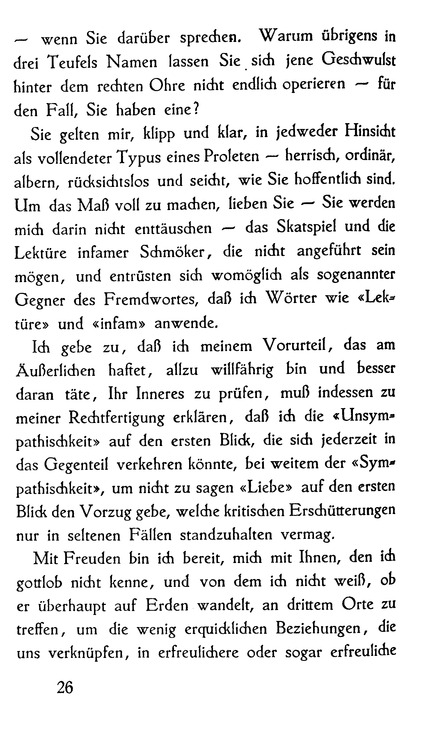 — wenn Sie darüber sprechen. Warum übrigens in
drei Teufels Namen lassen Sie sich jene Geschwulst
hinter dem rechten Ohre nicht endlich operieren — für
den Fall, Sie haben eine?
Sie gelten mir, klipp und klar, in jedweder Hinsicht
als vollendeter Typus eines Proleten — herrisch, ordinär,
albern, rücksichtslos und seicht, wie Sie hoffentlich sind.
Um das Maß voll zu machen, lieben Sie — Sie werden
mich darin nicht enttäuschen — das Skatspiel und die
Lektüre infamer Schmöker, die nicht angeführt sein
mögen, und entrüsten sich womöglich als sogenannter
Gegner des Fremdwortes, daß ich Wörter wie «Lek-
türe» und «infam» anwende.
Ich gebe zu, daß ich meinem Vorurteil, das am
Äußerlichen haftet, allzu willfährig bin und besser
daran täte, Ihr Inneres zu prüfen, muß indessen zu
meiner Rechtfertigung erklären, daß ich die «Unsym-
pathischkeit» auf den ersten Blick, die sich jederzeit in
das Gegenteil verkehren könnte, bei weitem der «Sym-
pathischkeit», um nicht zu sagen «Liebe» auf den ersten
Blick den Vorzug gebe, welche kritischen Erschütterungen
nur in seltenen Fällen standzuhalten vermag.
Mit Freuden bin ich bereit, mich mit Ihnen, den ich
gottlob nicht kenne, und von dem ich nicht weiß, ob
er überhaupt auf Erden wandelt, an drittem Orte zu
treffen, um die wenig erquicklichen Beziehungen, die
uns verknüpfen, in erfreulichere oder sogar erfreuliche
26